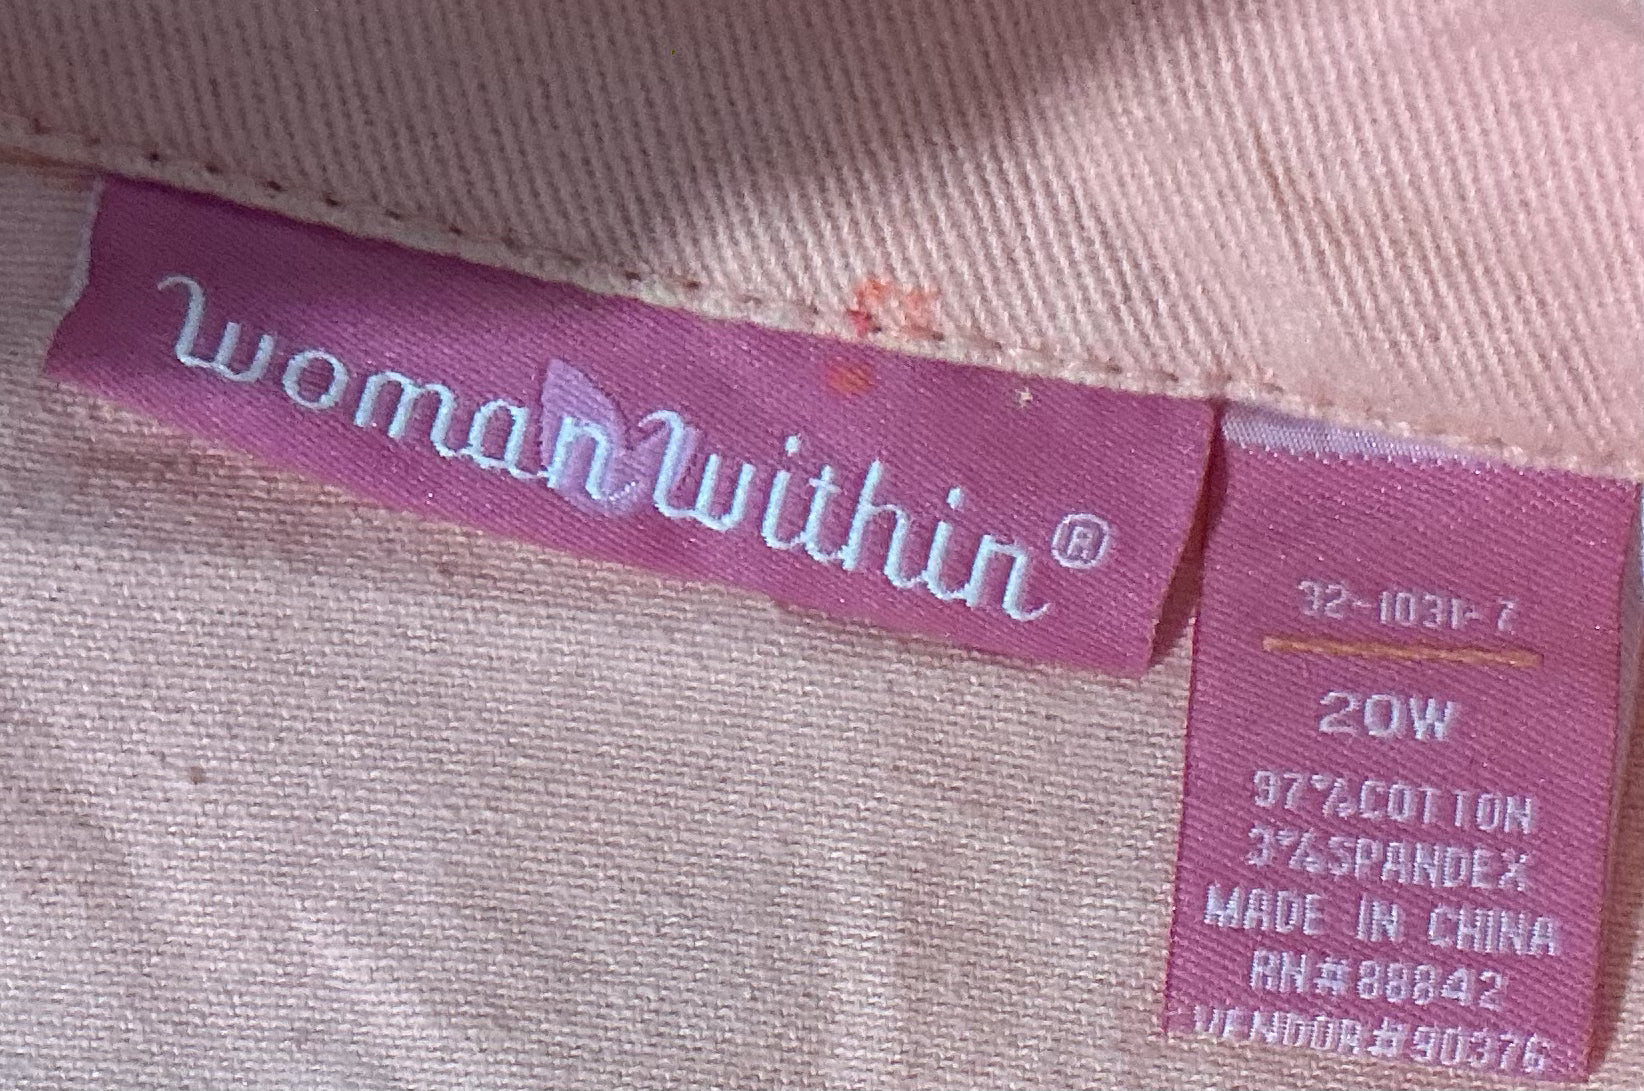 woman within®
32-1031-7
20W
97%COTTON
3%SPANDEX
MADE IN CHINA
RN#88842
VENDOR#90376